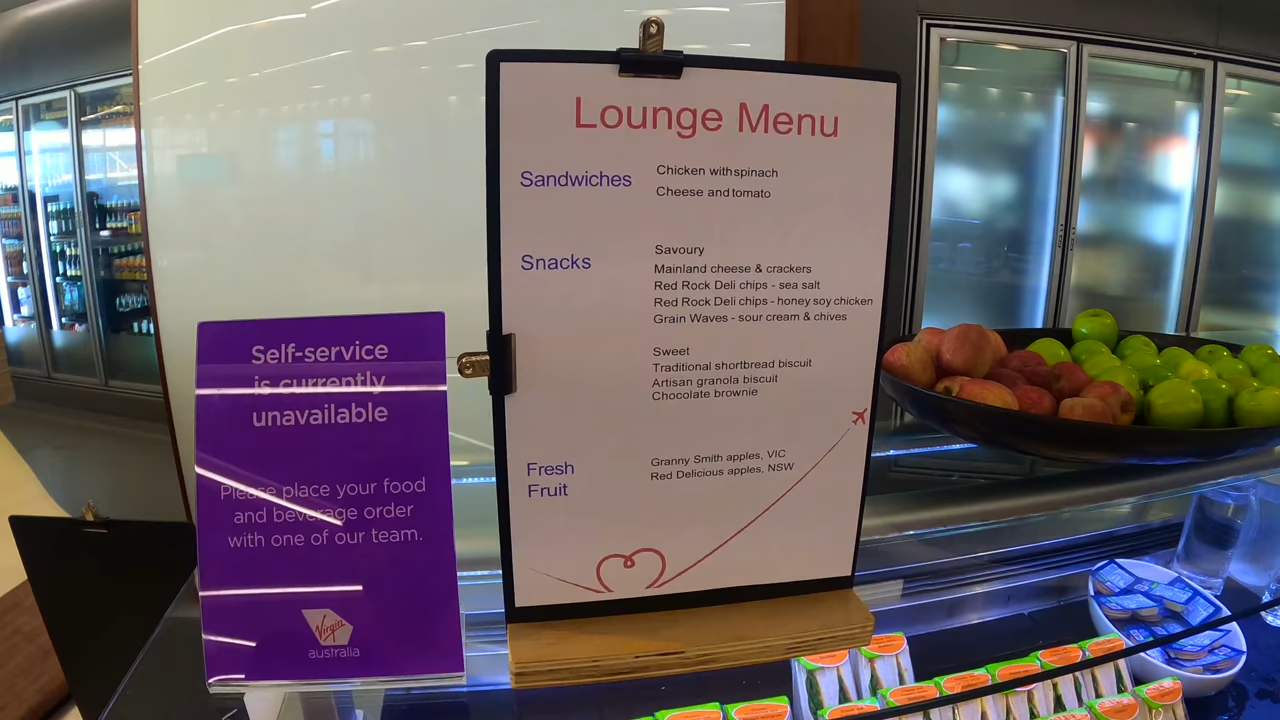 Lounge Menu
Sandwiches
Chicken with spinach
Cheese and tomato
Snacks
Savoury
Mainland cheese & crackers
Red Rock Deli chips - sea salt
Red Rock Deli chips - honey soy chicken
Grain Waves - sour cream & chives
Sweet
Traditional shortbread biscuit
Artisan granola biscuit
Chocolate brownie
Fresh
Fruit
Granny Smith apples, VIC
Red Delicious apples, NSW
Self-service
is currently
unavailable
Please place your food
and beverage order
with one of our team.
Virgin
australia